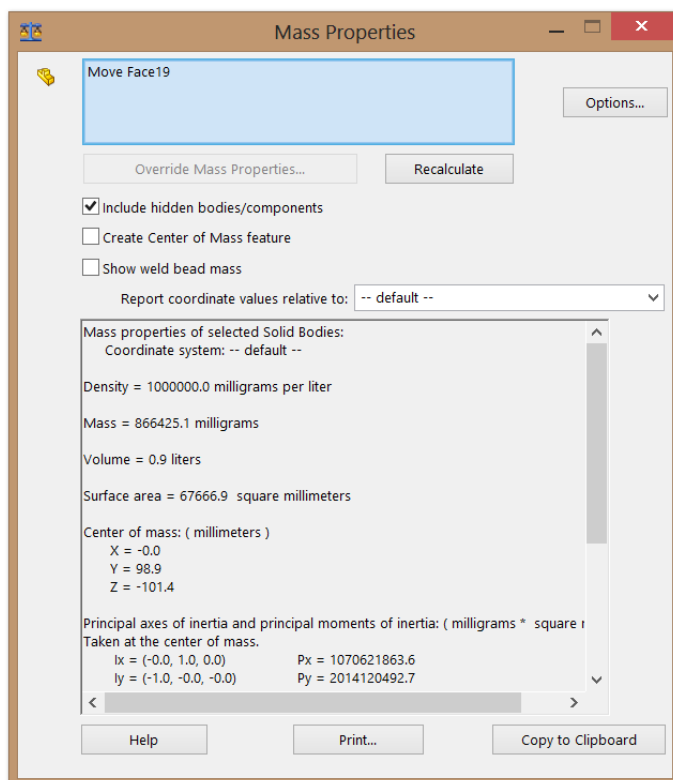 Mass Properties
Move Face19
Options...
Override Mass Properties...
Recalculate
Include hidden bodies/components
Create Center of Mass feature
Show weld bead mass
Report coordinate values relative to: -- default --
Mass properties of selected Solid Bodies:
Coordinate system: -- default --
Density = 1000000.0 milligrams per liter
Mass = 866425.1 milligrams
Volume = 0.9 liters
Surface area = 67666.9  square millimeters
Center of mass: ( millimeters )
X = -0.0
Y = 98.9
Z = -101.4
Principal axes of inertia and principal moments of inertia: ( milligrams *  square
Taken at the center of mass.
Ix = (-0.0, 1.0, 0.0) Px = 1070621863.6
Iy = (-1.0, -0.0, -0.0) Py = 2014120492.7
Help
Print...
Copy to Clipboard